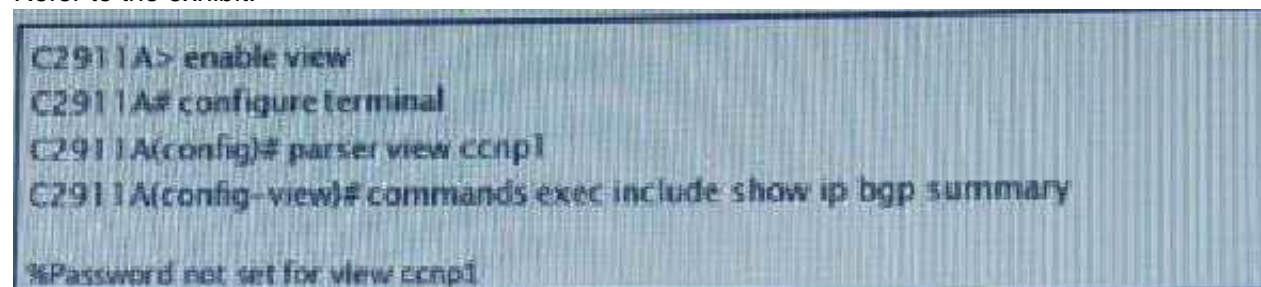 Refer to the exhibit.
C2911A> enable view
C2911A# configure terminal
C2911A(config)# parser view ccnp1
C2911A(config-view)# commands exec include show ip bgp summary
%Password not set for view ccnp1